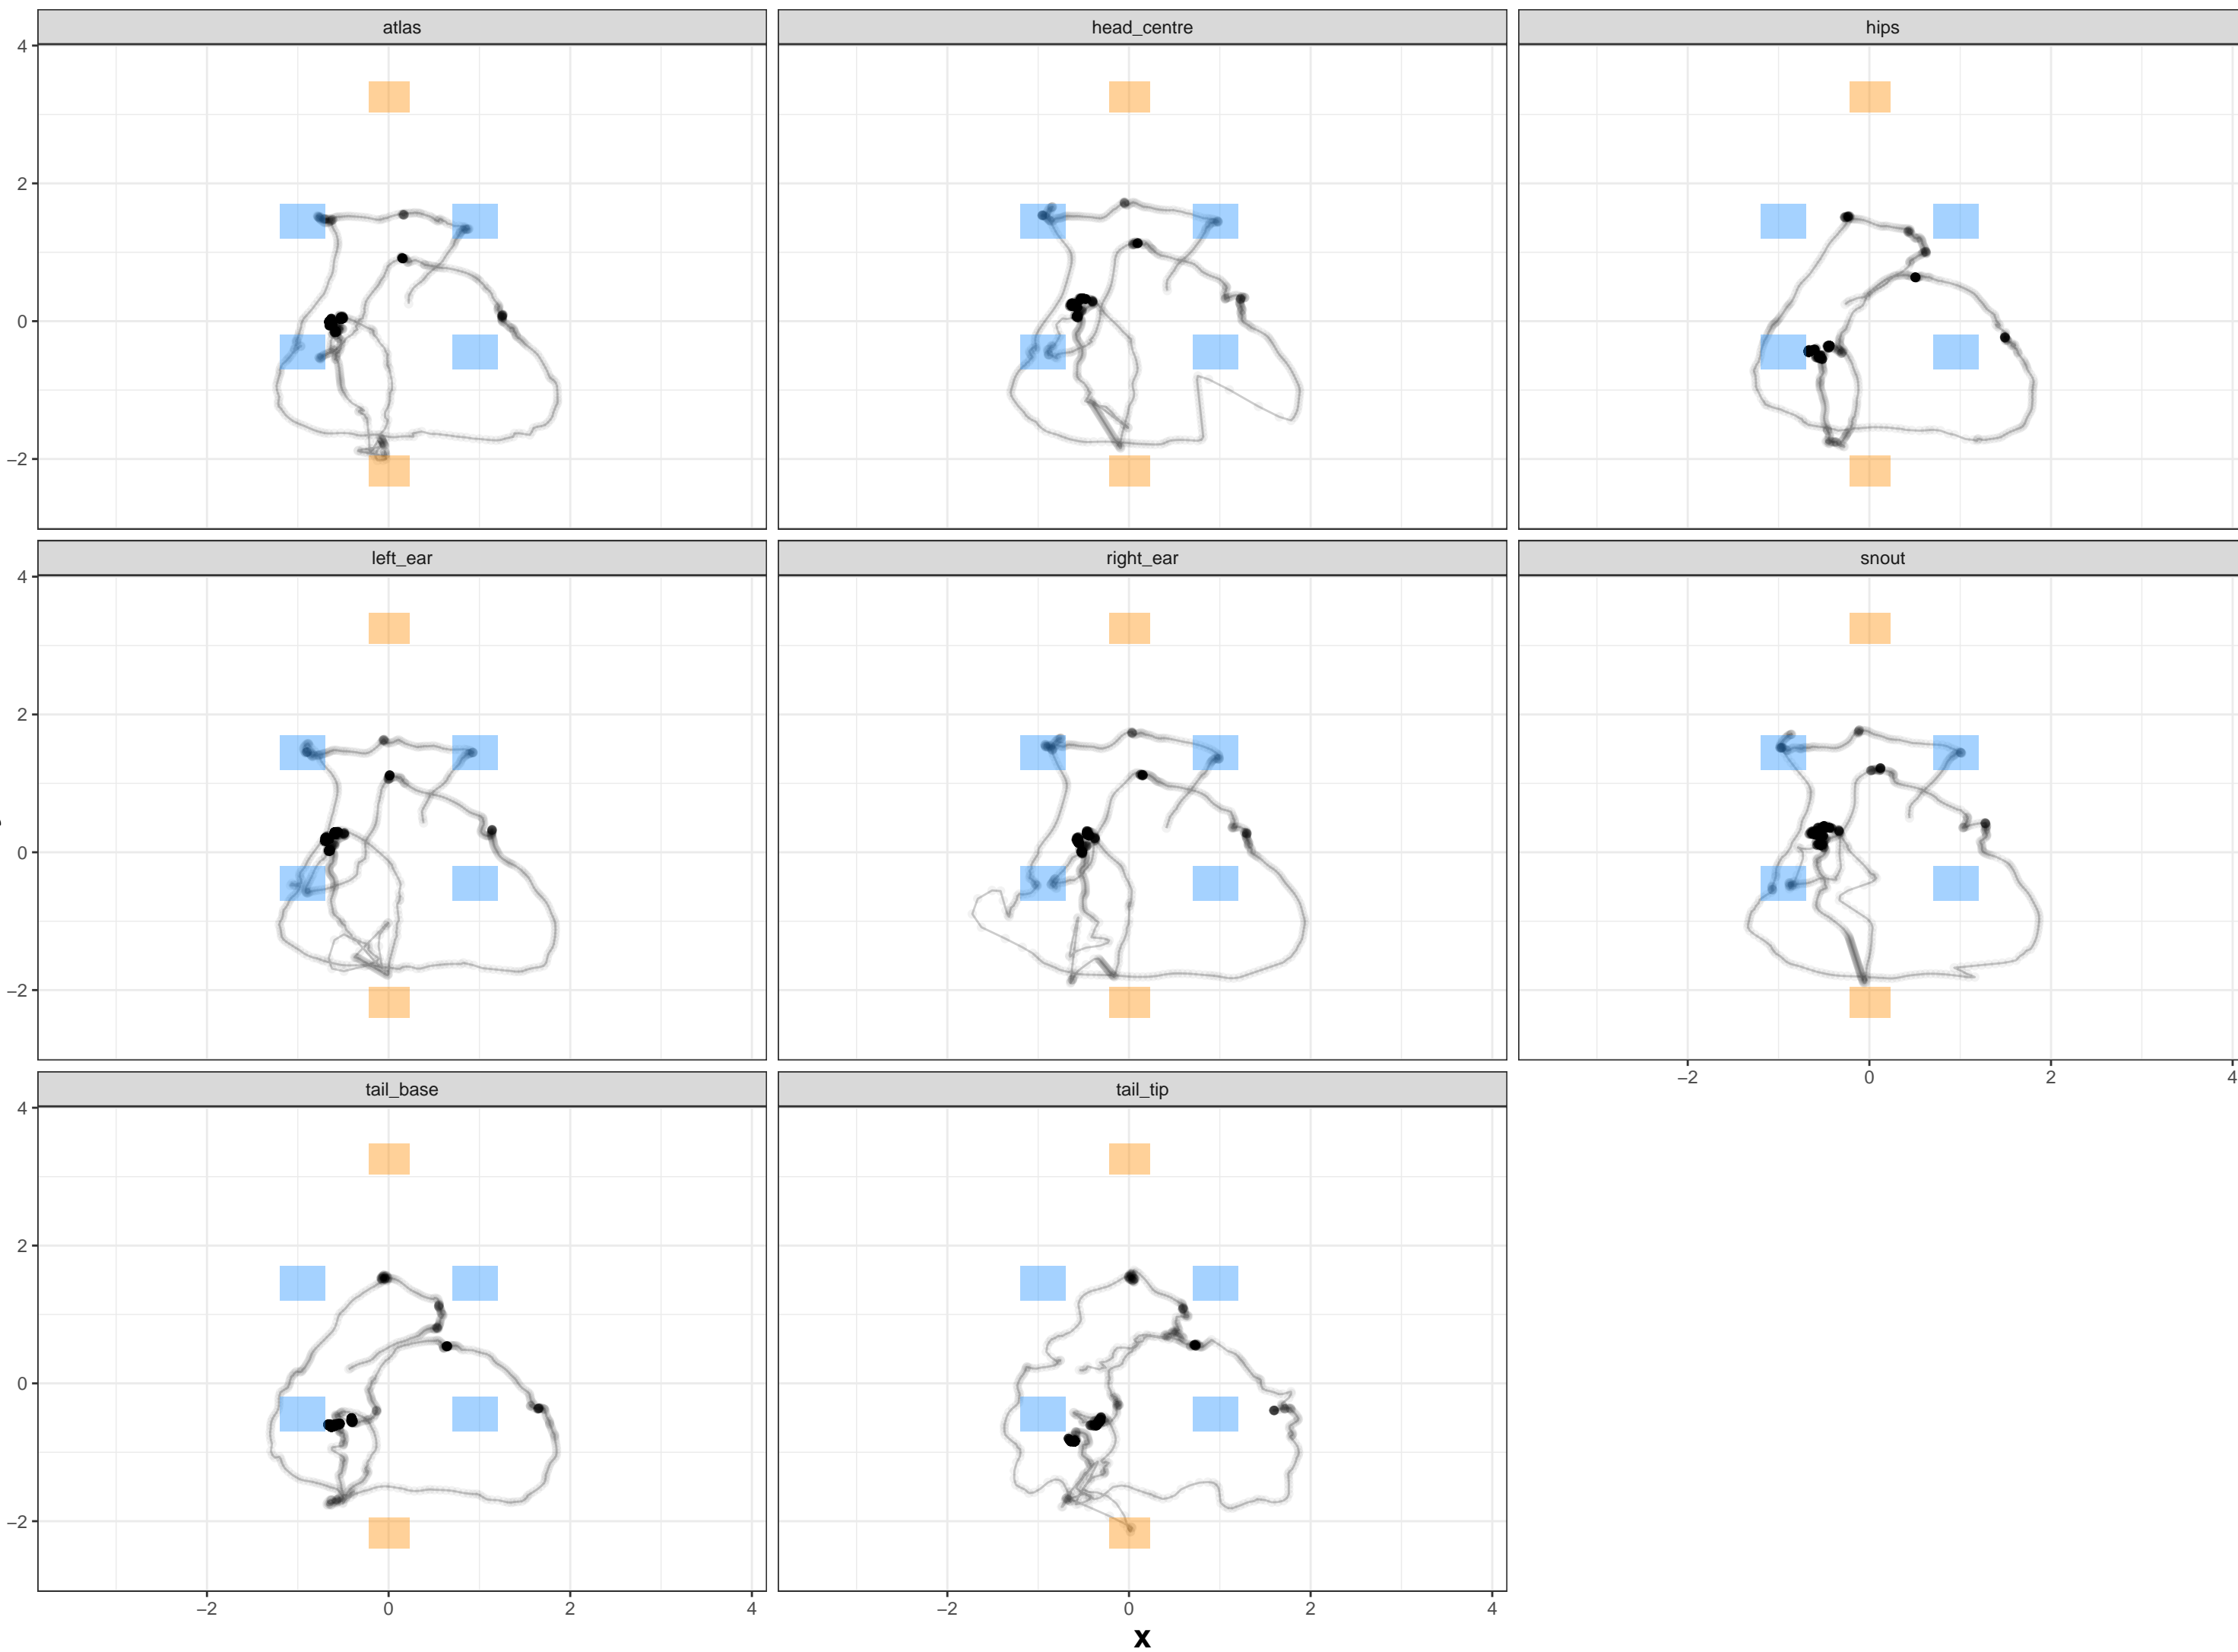 atlas head_centre hips
4
2
0
−2
left_ear right_ear snout
4
2
0
−2
−2 0 2 4
tail_base tail_tip
4
2
0
−2
−2 0 2 4 −2 0 2 4
x